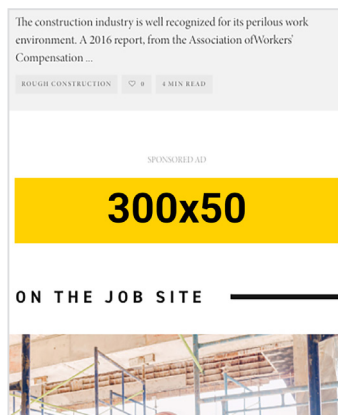 The construction industry is well recognized for its perilous work
environment. A 2016 report, from the Association ofWorkers'
Compensation ...
ROUGH CONSTRUCTION 0 4 MIN READ
SPONSORED AD
300x50
ON THE JOB SITE